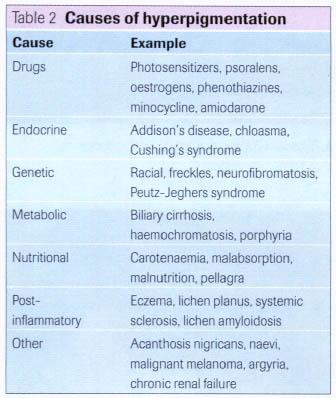 Table 2 Causes of hyperpigmentation
Cause Example
Drugs Photosensitizers, psoralens,
oestrogens, phenothiazines,
minocycline, amiodarone
Endocrine Addison's disease, chloasma,
Cushing's syndrome
Genetic Racial, freckles, neurofibromatosis,
Peutz-Jeghers syndrome
Metabolic Biliary cirrhosis,
haemochromatosis, porphyria
Nutritional Carotenaemia, malabsorption,
malnutrition, pellagra
Post- Eczema, lichen planus, systemic
inflammatory sclerosis, lichen amyloidosis
Other Acanthosis nigricans, naevi,
malignant melanoma, argyria,
chronic renal failure